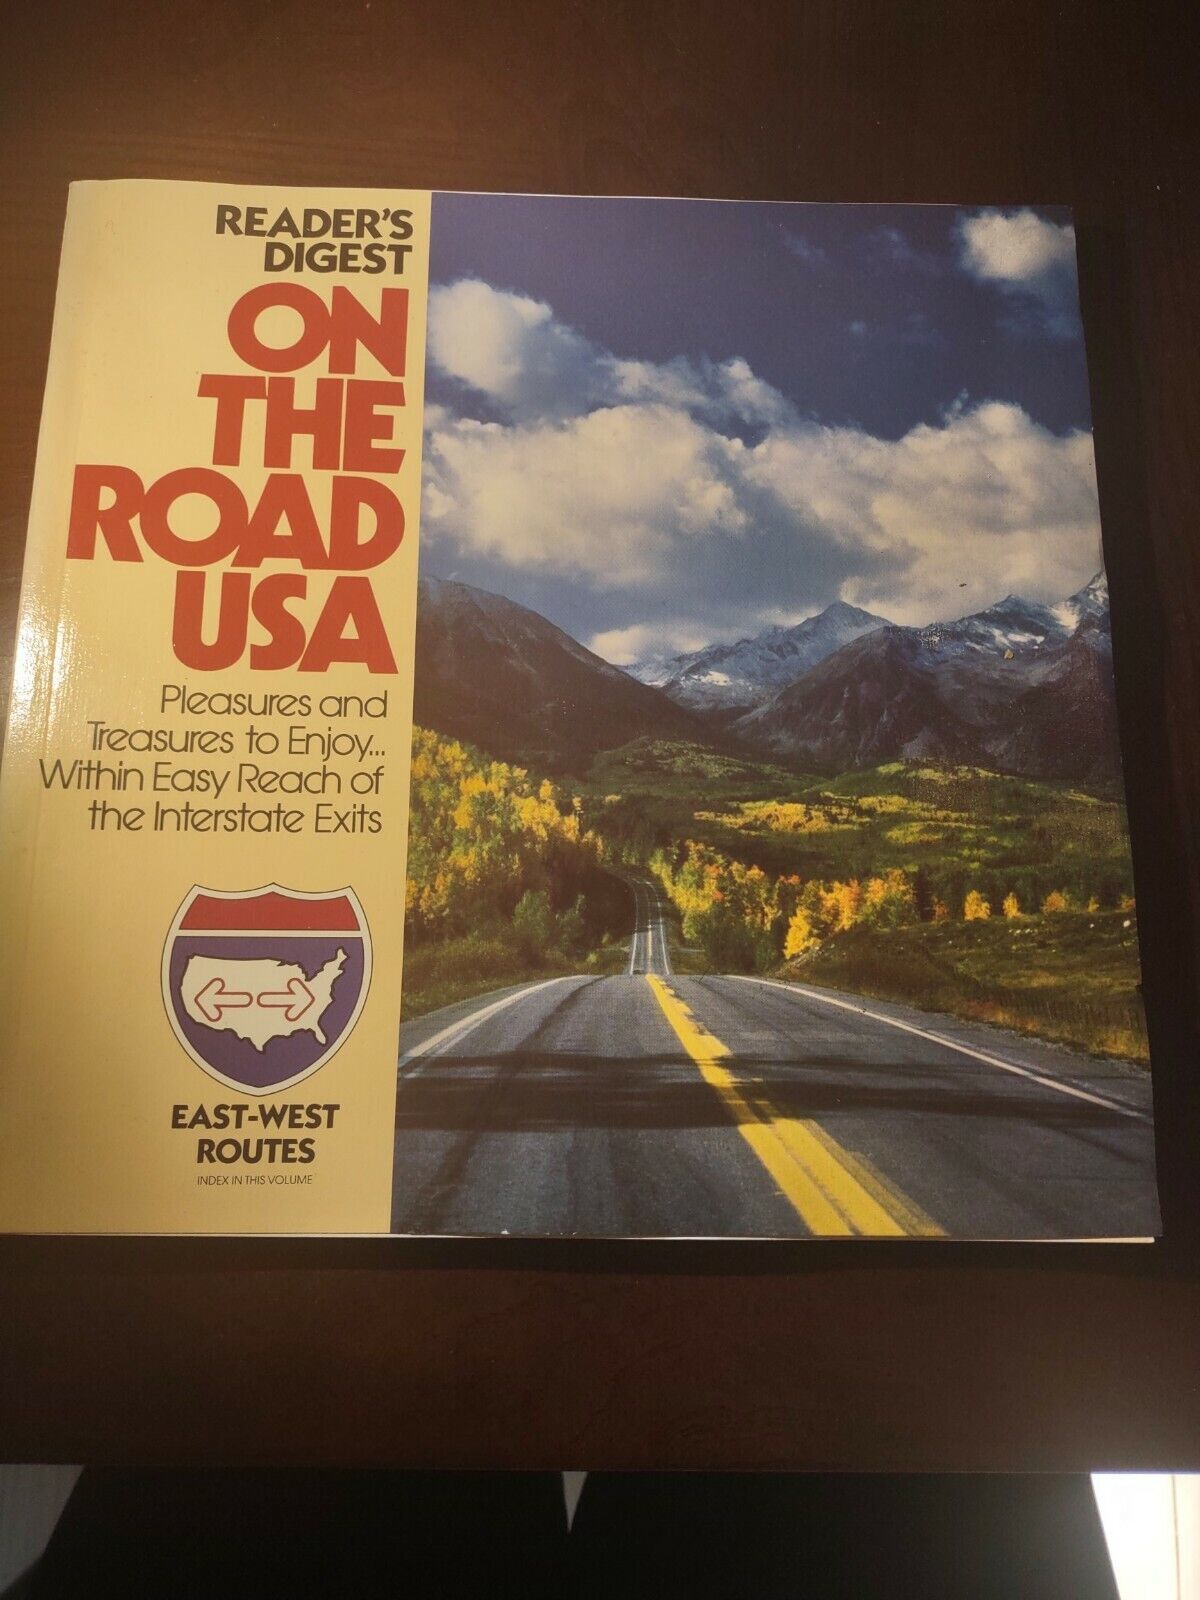 READER'S
DIGEST
ON
THE
ROAD
USA
Pleasures and
Treasures to Enjoy...
Within Easy Reach of
the Interstate Exits
EAST-WEST
ROUTES
INDEX IN THIS VOLUME